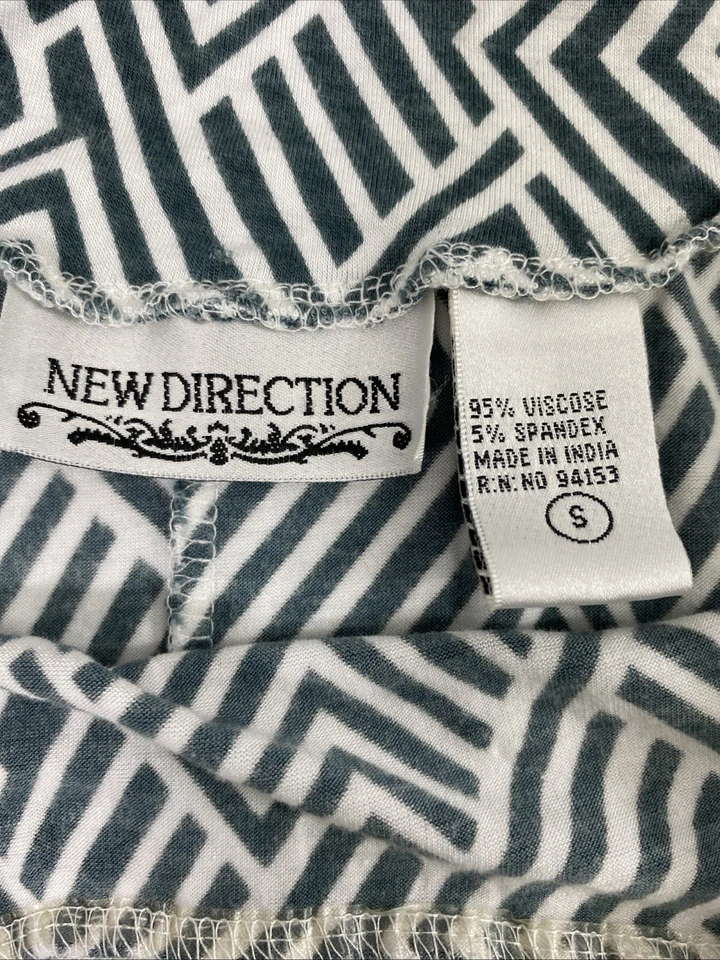 NEW DIRECTION
95% VISCOSE
5% SPANDEX
MADE IN INDIA
R.N. NO 94153
S